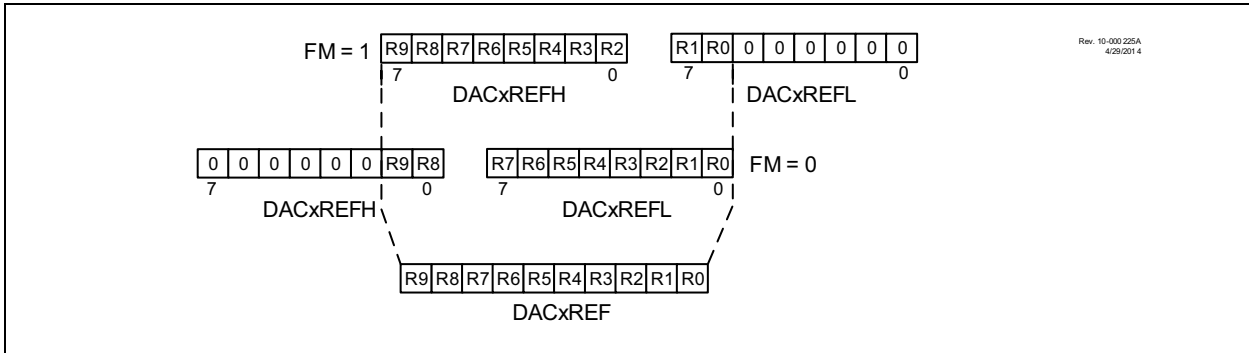 FM = 1 R9 R8 R7 R6 R5 R4 R3 R2 R1 R0 0 0 0 0 0 0 Rev. 10-000 225A
7 0 7 0 4/29/201 4
DACxREFH DACxREFL
0 0 0 0 0 0 R9 R8 R7 R6 R5 R4 R3 R2 R1 R0 FM = 0
7 0 7 0
DACxREFH DACxREFL
R9 R8 R7 R6 R5 R4 R3 R2 R1 R0
DACxREF